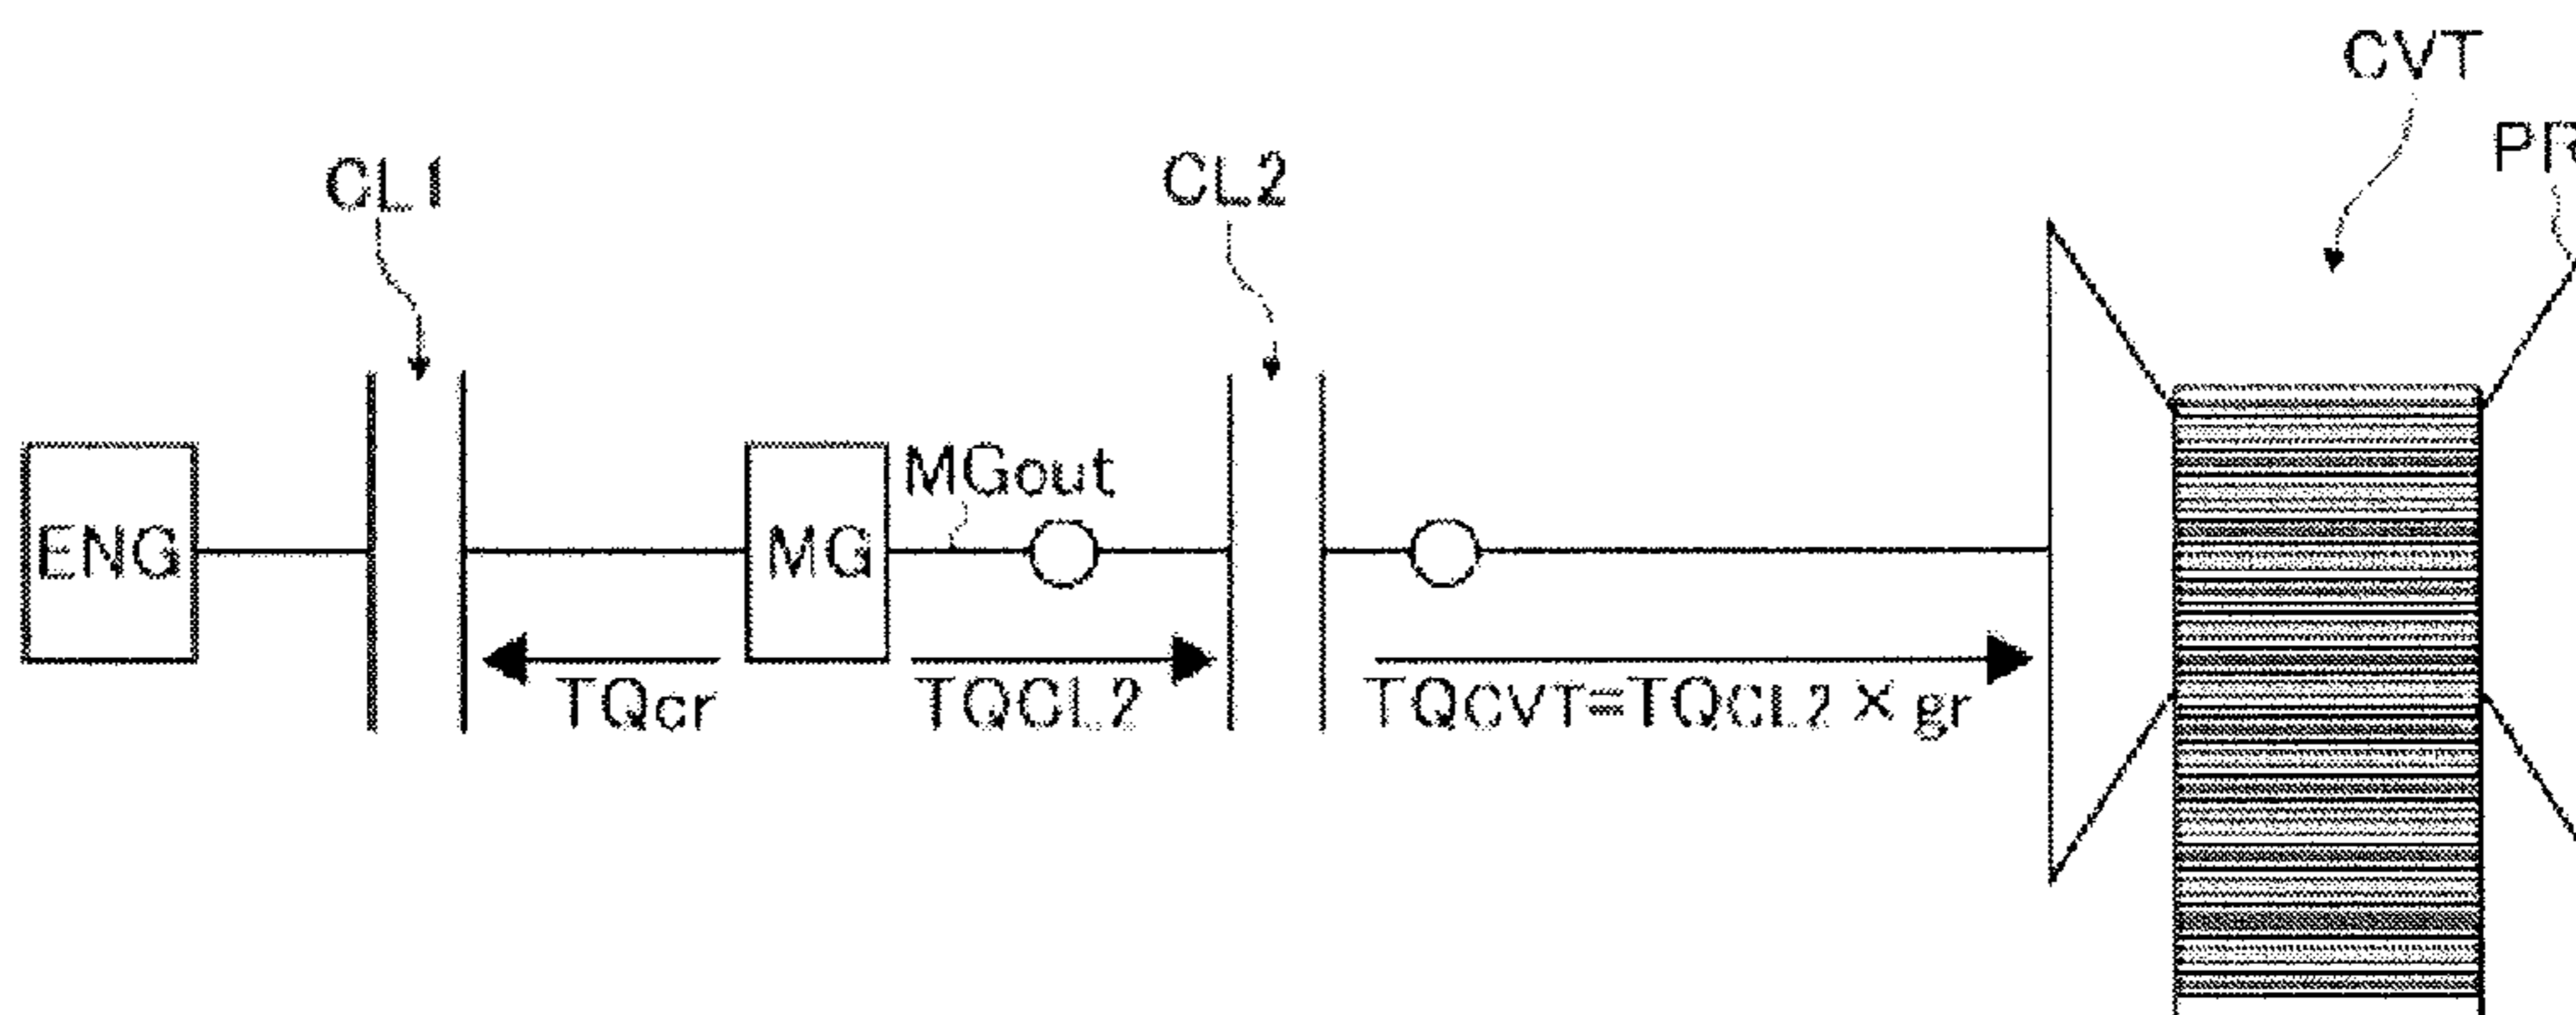 CVT
PR
CL1
CL2
MGout
ENG
MG
TQcr
TQCL2
TQCVT=TQCL2 × gr